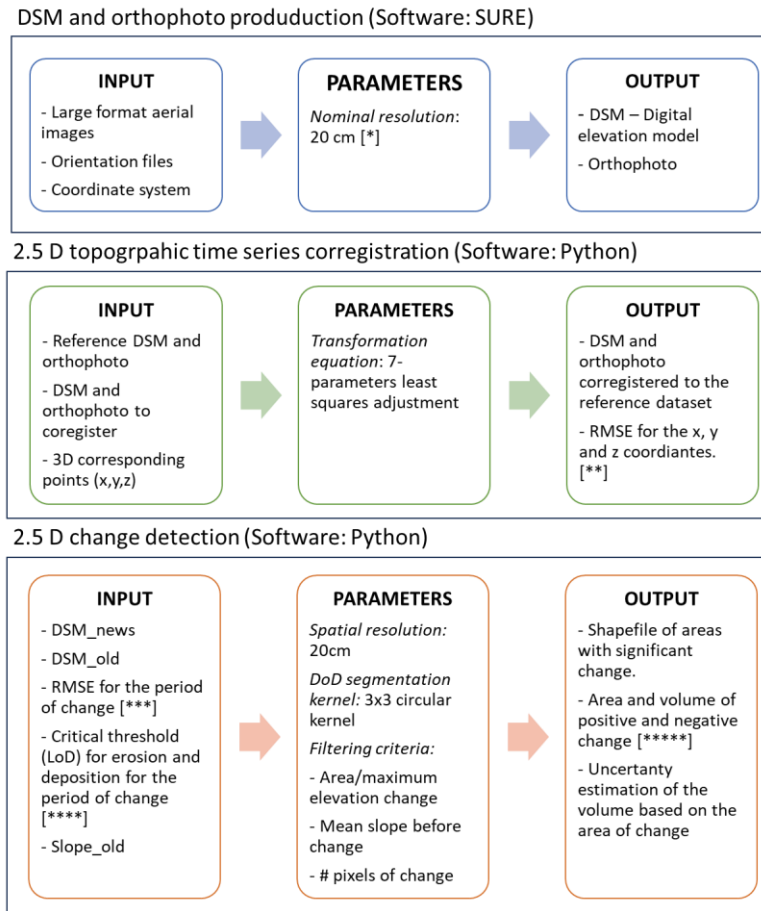 DSM and orthophoto produduction (Software: SURE)
INPUT
- Large format aerial
images
- Orientation files
- Coordinate system
PARAMETERS
Nominal resolution:
20 cm [*]
OUTPUT
- DSM – Digital
elevation model
- Orthophoto
2.5 D topogrpahic time series corregistration (Software: Python)
INPUT
- Reference DSM and
orthophoto
- DSM and
orthophoto to
coregister
- 3D corresponding
points (x,y,z)
PARAMETERS
Transformation
equation: 7-
parameters least
squares adjustment
OUTPUT
- DSM and
orthophoto
corregistered to the
reference dataset
- RMSE for the x, y
and z coordiantes.
[**]
2.5 D change detection (Software: Python)
INPUT
- DSM_news
- DSM_old
- RMSE for the period
of change [***]
- Critical threshold
(LoD) for erosion and
deposition for the
period of change
[****]
- Slope_old
PARAMETERS
Spatial resolution:
20cm
DoD segmentation
kernel: 3x3 circular
kernel
Filtering criteria:
- Area/maximum
elevation change
- Mean slope before
change
- # pixels of change
OUTPUT
- Shapefile of areas
with significant
change.
- Area and volume of
positive and negative
change [*****]
- Uncertanty
estimation of the
volume based on the
area of change